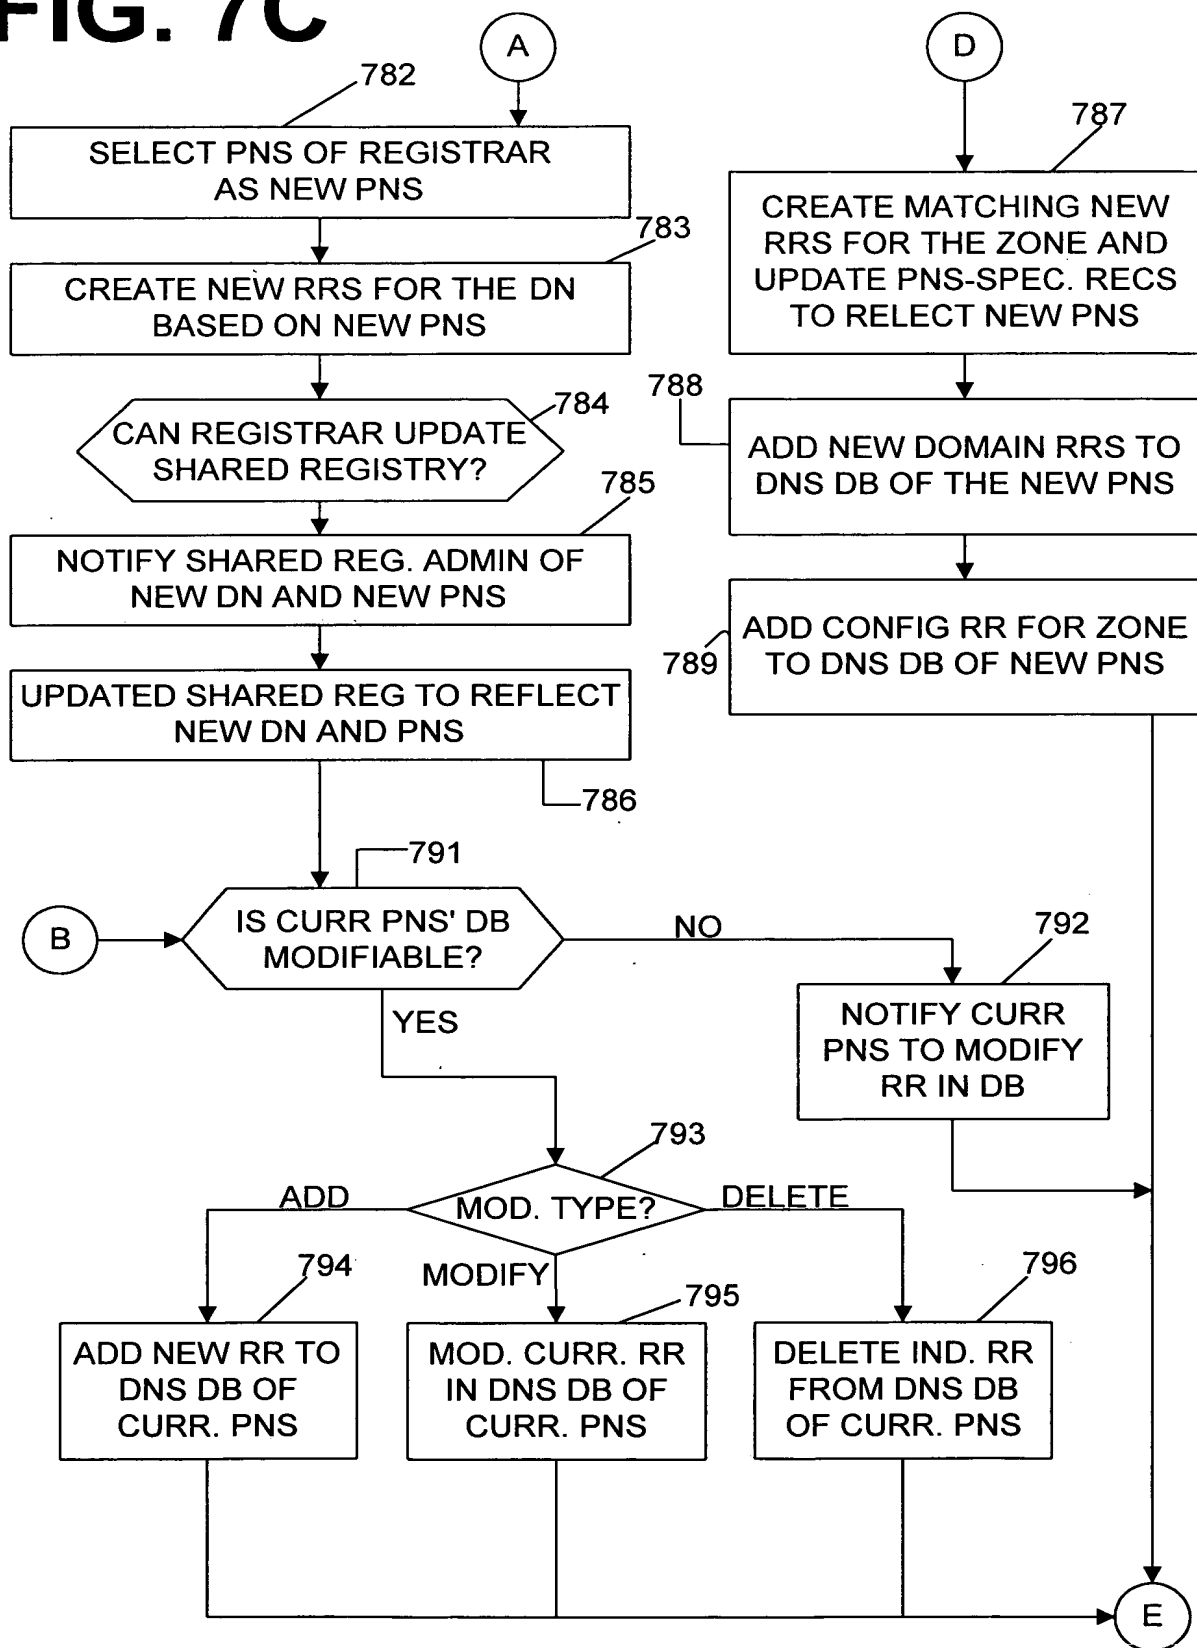 FIG. 7C
A
782
SELECT PNS OF REGISTRAR
AS NEW PNS
783
CREATE NEW RRS FOR THE DN
BASED ON NEW PNS
784
CAN REGISTRAR UPDATE
SHARED REGISTRY?
785
NOTIFY SHARED REG. ADMIN OF
NEW DN AND NEW PNS
UPDATED SHARED REG TO REFLECT
NEW DN AND PNS
786
D
787
CREATE MATCHING NEW
RRS FOR THE ZONE AND
UPDATE PNS-SPEC. RECS
TO RELECT NEW PNS
788
ADD NEW DOMAIN RRS TO
DNS DB OF THE NEW PNS
789
ADD CONFIG RR FOR ZONE
TO DNS DB OF NEW PNS
791
B
IS CURR PNS' DB
MODIFIABLE?
NO
YES
792
NOTIFY CURR
PNS TO MODIFY
RR IN DB
793
MOD. TYPE?
ADD
MODIFY
DELETE
794
ADD NEW RR TO
DNS DB OF
CURR. PNS
795
MOD. CURR. RR
IN DNS DB OF
CURR. PNS
796
DELETE IND. RR
FROM DNS DB
OF CURR. PNS
E